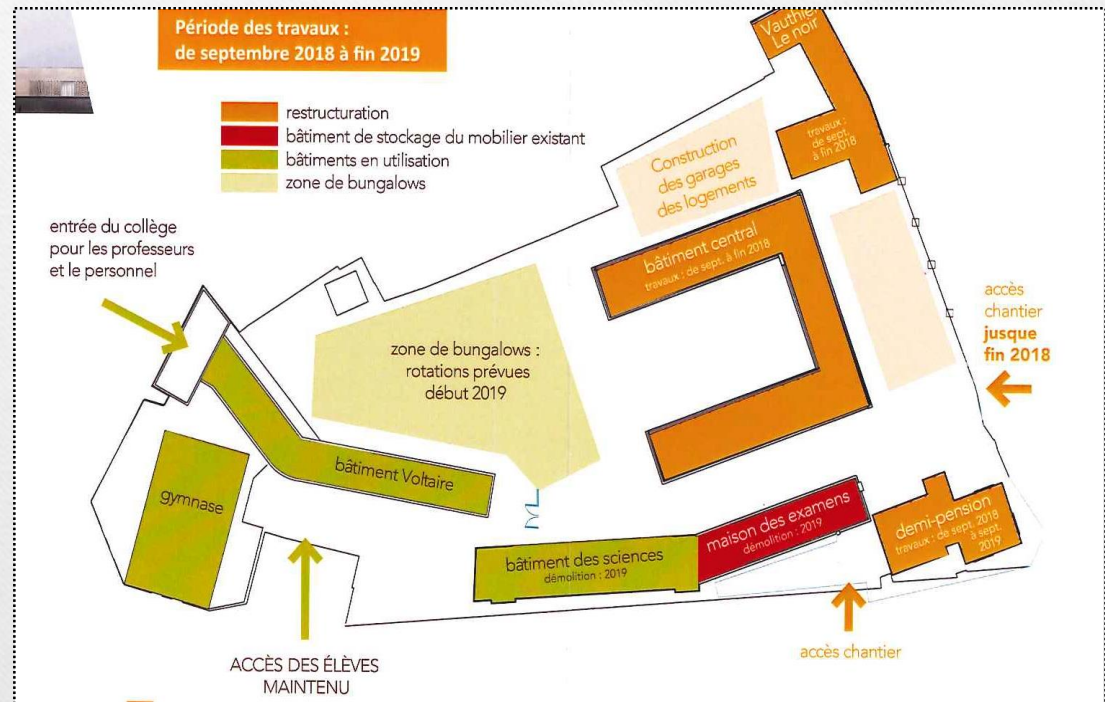 Période des travaux :
de septembre 2018 à fin 2019
restructuration
bâtiment de stockage du mobilier existant
bâtiments en utilisation
zone de bungalows
entrée du collège
pour les professeurs
et le personnel
Vauthier
Le noir
travaux :
de sept.
à fin 2018
Construction
des garages
des logements
bâtiment central
travaux : de sept. à fin 2018
accès
chantier
jusque
fin 2018
zone de bungalows :
rotations prévues
début 2019
bâtiment Voltaire
gymnase
maison des examens
démolition : 2019
demi-pension
travaux : de sept. 2018
à sept.
2019
bâtiment des sciences
démolition : 2019
accès chantier
ACCÈS DES ÉLÈVES
MAINTENU